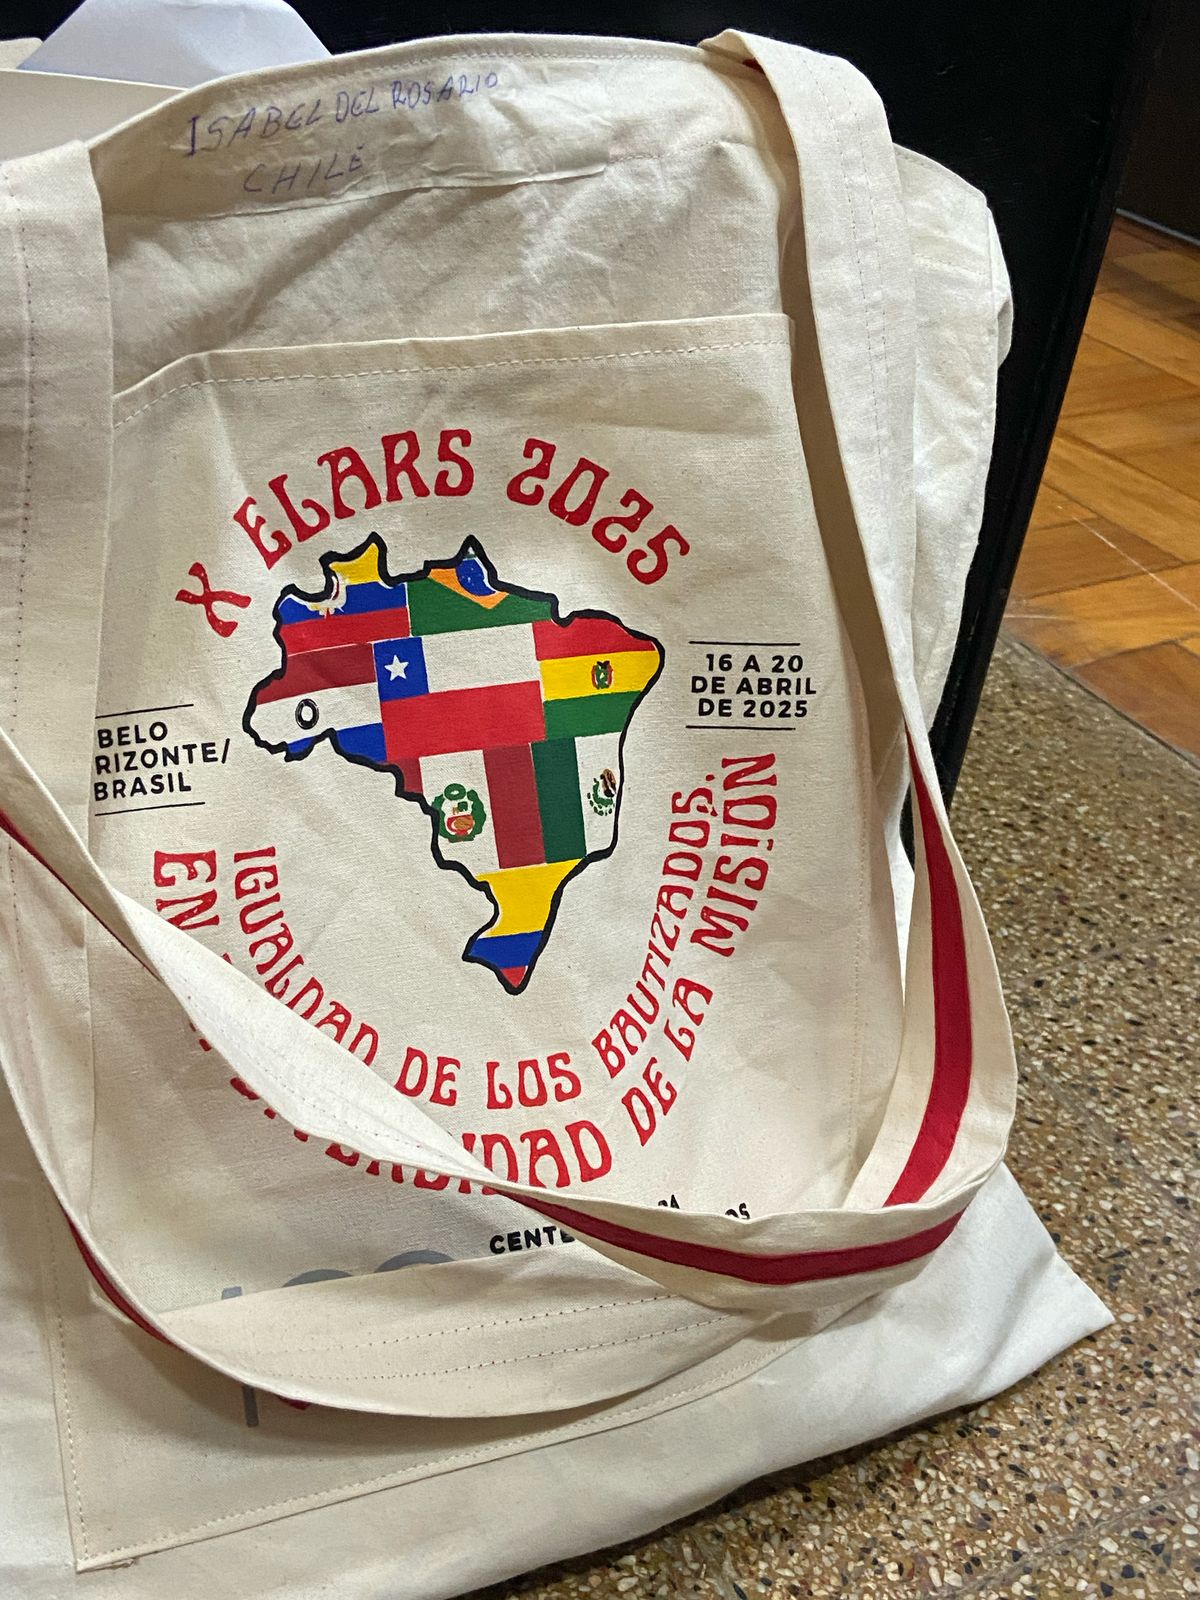 ISABEL DEL ROSARIO
CHILE
X ELARS 2025
16 A 20
DE ABRIL
DE 2025
BELO
RIZONTE/
BRASIL
IGUALDAD DE LOS BAUTIZADOS,
EN DE LA MISIÓN